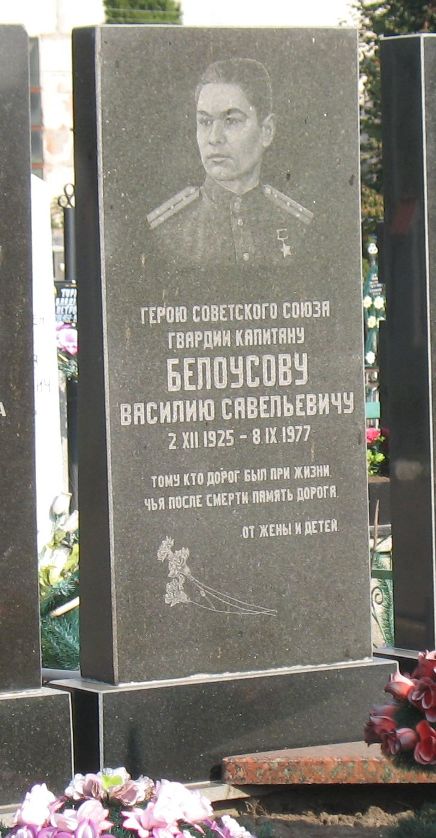 ГЕРОЮ СОВЕТСКОГО СОЮЗА
ГВАРДИИ КАПИТАНУ
БЕЛОУСОВУ
ВАСИЛИЮ САВЕЛЬЕВИЧУ
2 XII 1925 – 8 IX 1977
ТОМУ КТО ДОРОГ БЫЛ ПРИ ЖИЗНИ,
ЧЬЯ ПОСЛЕ СМЕРТИ ПАМЯТЬ ДОРОГА.
ОТ ЖЕНЫ И ДЕТЕЙ.